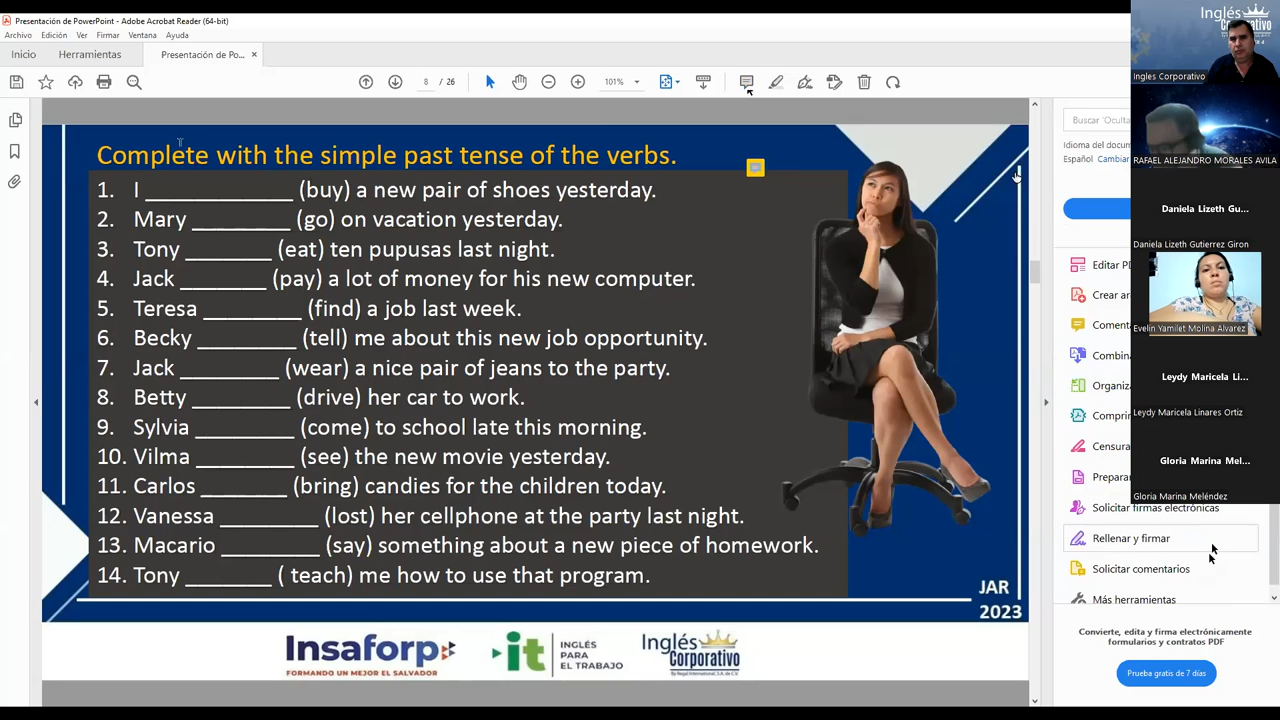 Presentación de PowerPoint - Adobe Acrobat Reader (64-bit)
Archivo Edición Ver Firmar Ventana Ayuda
Inicio Herramientas Presentación de Po... ×
8 / 26 101%
Complete with the simple past tense of the verbs.
1. I _____________ (buy) a new pair of shoes yesterday.
2. Mary _________ (go) on vacation yesterday.
3. Tony ________ (eat) ten pupusas last night.
4. Jack ________ (pay) a lot of money for his new computer.
5. Teresa _________ (find) a job last week.
6. Becky _________ (tell) me about this new job opportunity.
7. Jack _________ (wear) a nice pair of jeans to the party.
8. Betty _________ (drive) her car to work.
9. Sylvia _________ (come) to school late this morning.
10. Vilma _________ (see) the new movie yesterday.
11. Carlos ________ (bring) candies for the children today.
12. Vanessa _________ (lost) her cellphone at the party last night.
13. Macario _________ (say) something about a new piece of homework.
14. Tony ________ ( teach) me how to use that program.
JAR
2023
Insaforp
FORMANDO UN MEJOR EL SALVADOR
it
INGLÉS
PARA
EL TRABAJO
Inglés
Corporativo
By Regal International, S.A. de C.V.
Buscar 'Oculta
Idioma del docum
Español Cambiar
Editar PD
Crear ar
Comenta
Combina
Organiza
Comprim
Censura
Preparar
Solicitar firmas electrónicas
Rellenar y firmar
Solicitar comentarios
Más herramientas
Convierte, edita y firma electrónicamente
formularios y contratos PDF
Prueba gratis de 7 días
Inglés
Corporativo
Ingles Corporativo
RAFAEL ALEJANDRO MORALES AVILA
Daniela Lizeth Gu...
Daniela Lizeth Gutierrez Giron
Evelin Yamilet Molina Alvarez
Leydy Maricela Li...
Leydy Maricela Linares Ortiz
Gloria Marina Mel...
Gloria Marina Meléndez